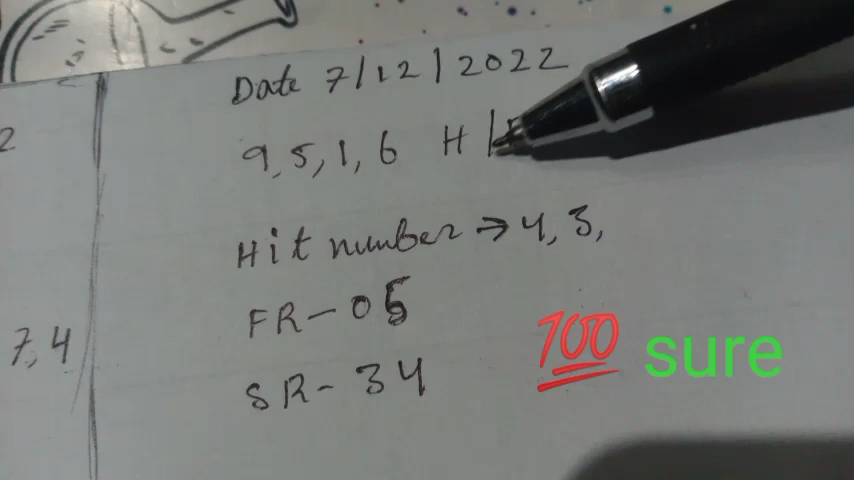 Date 7/12/2022
2
9, 5, 1, 6 H/
Hit number → 4, 3,
FR - 05
7, 4
💯 sure
SR - 34